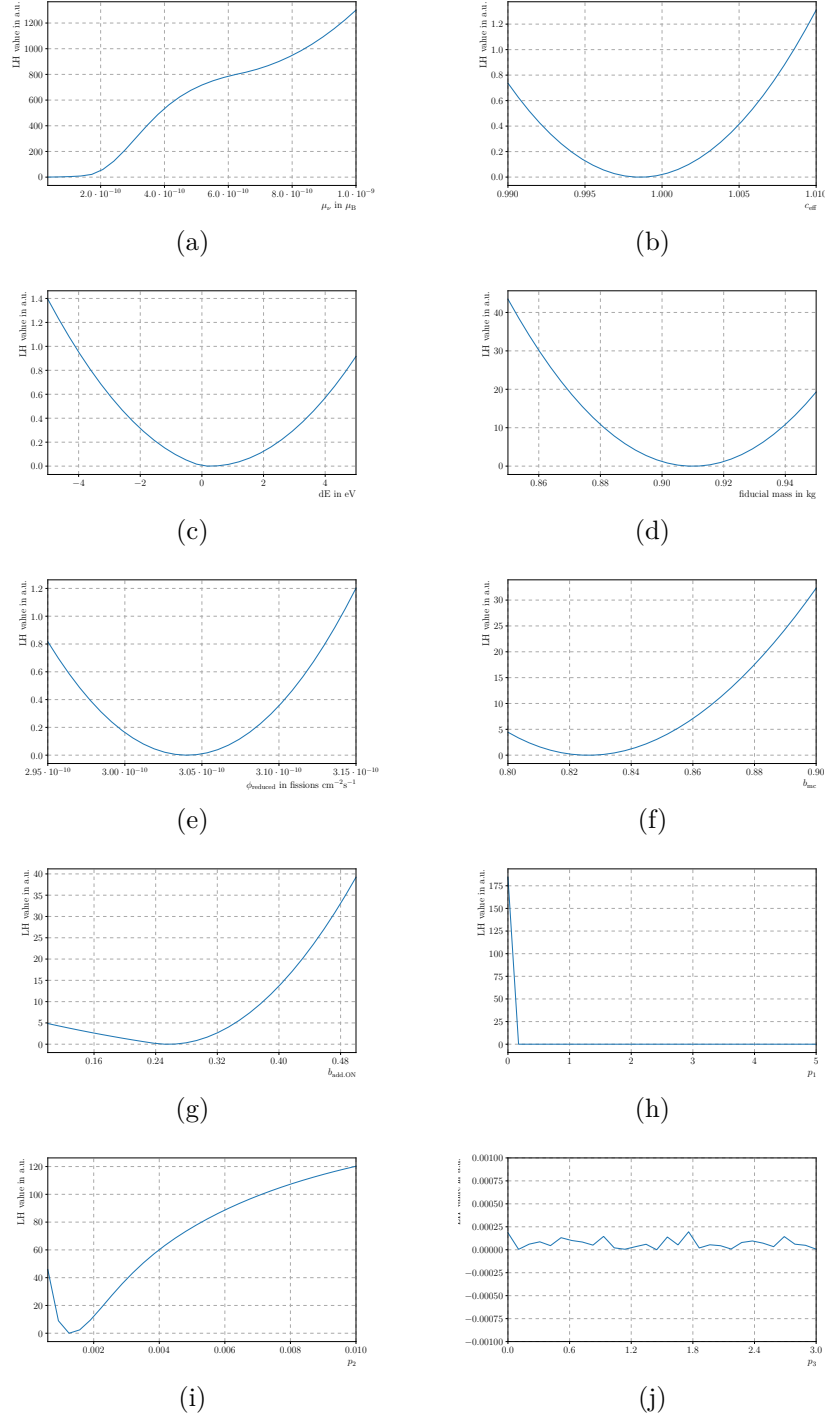 LH value in a.u.
1200
1000
800
600
400
200
0
2.0 · 10⁻¹⁰ 4.0 · 10⁻¹⁰ 6.0 · 10⁻¹⁰ 8.0 · 10⁻¹⁰ 1.0 · 10⁻⁹
μ_ν in μ_B
(a)
LH value in a.u.
1.2
1.0
0.8
0.6
0.4
0.2
0.0
0.990 0.995 1.000 1.005 1.010
c_eff
(b)
LH value in a.u.
1.4
1.2
1.0
0.8
0.6
0.4
0.2
0.0
−4 −2 0 2 4
dE in eV
(c)
LH value in a.u.
40
30
20
10
0
0.86 0.88 0.90 0.92 0.94
fiducial mass in kg
(d)
LH value in a.u.
1.2
1.0
0.8
0.6
0.4
0.2
0.0
2.95 · 10⁻¹⁰ 3.00 · 10⁻¹⁰ 3.05 · 10⁻¹⁰ 3.10 · 10⁻¹⁰ 3.15 · 10⁻¹⁰
ϕ_reduced in fissions cm⁻²s⁻¹
(e)
LH value in a.u.
30
25
20
15
10
5
0
0.80 0.82 0.84 0.86 0.88 0.90
b_mc
(f)
LH value in a.u.
40
35
30
25
20
15
10
5
0
0.16 0.24 0.32 0.40 0.48
b_add.ON
(g)
LH value in a.u.
175
150
125
100
75
50
25
0
0 1 2 3 4 5
p₁
(h)
LH value in a.u.
120
100
80
60
40
20
0
0.002 0.004 0.006 0.008 0.010
p₂
(i)
LH value in a.u.
0.00100
0.00075
0.00050
0.00025
0.00000
−0.00025
−0.00050
−0.00075
−0.00100
0.0 0.6 1.2 1.8 2.4 3.0
p₃
(j)